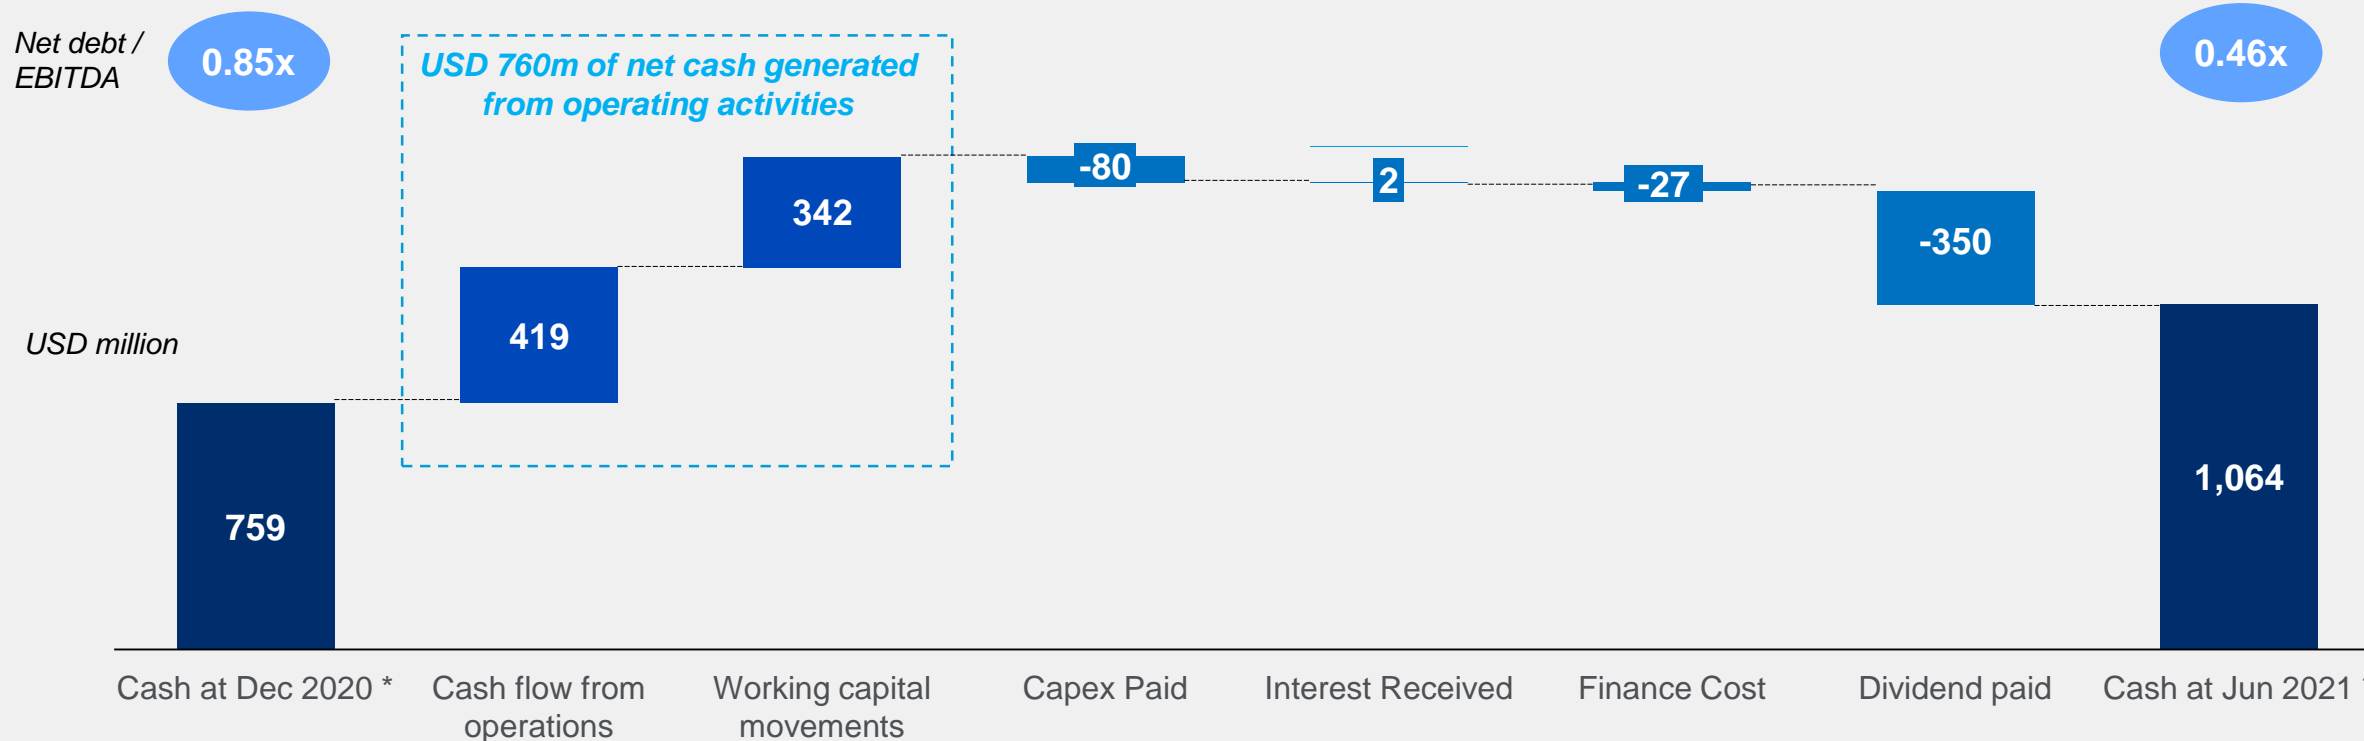 Net debt /
EBITDA
0.85x
USD 760m of net cash generated
from operating activities
0.46x
USD million
759
419
342
-80
2
-27
-350
1,064
Cash at Dec 2020 *
Cash flow from
operations
Working capital
movements
Capex Paid
Interest Received
Finance Cost
Dividend paid
Cash at Jun 2021 *